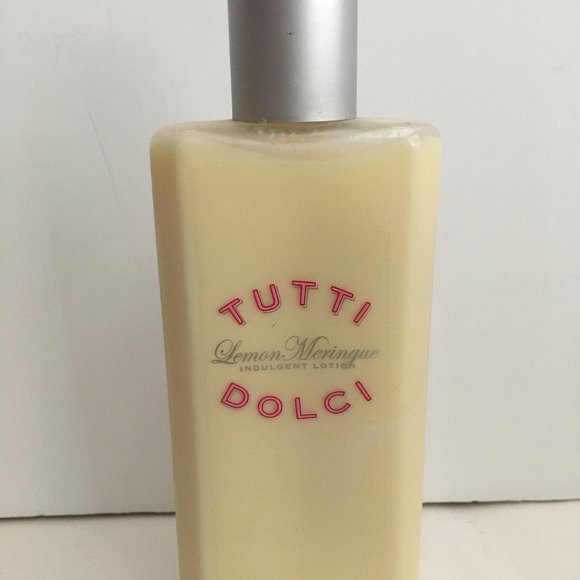 TUTTI
Lemon Meringue
INDULGENT LOTION
DOLCI